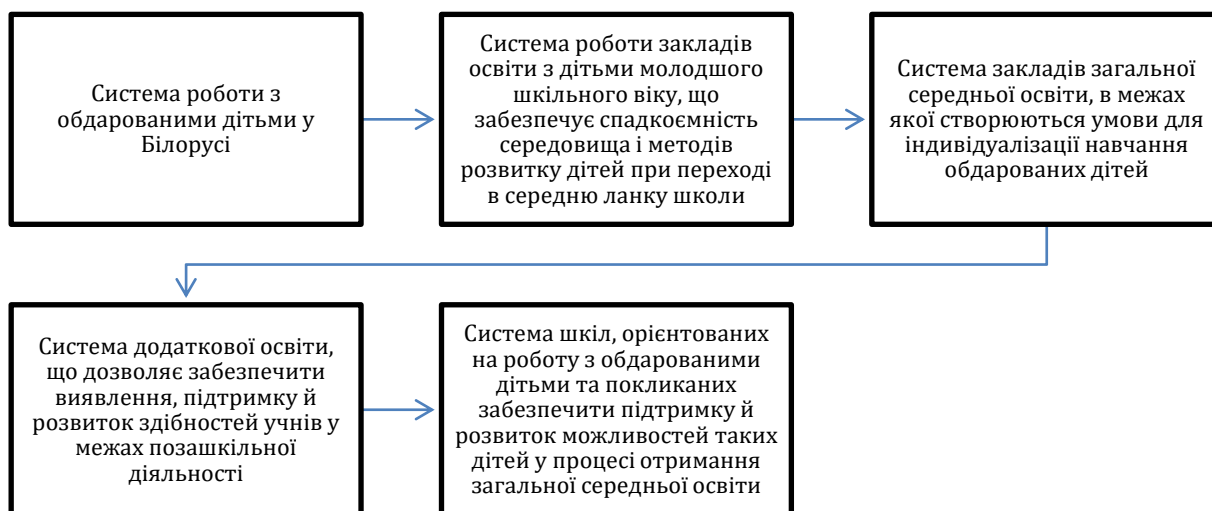 Система роботи з
обдарованими дітьми у
Білорусі
Система роботи закладів
освіти з дітьми молодшого
шкільного віку, що
забезпечує спадкоємність
середовища і методів
розвитку дітей при переході
в середню ланку школи
Система закладів загальної
середньої освіти, в межах
якої створюються умови для
індивідуалізації навчання
обдарованих дітей
Система додаткової освіти,
що дозволяє забезпечити
виявлення, підтримку й
розвиток здібностей учнів у
межах позашкільної
діяльності
Система шкіл, орієнтованих
на роботу з обдарованими
дітьми та покликаних
забезпечити підтримку й
розвиток можливостей таких
дітей у процесі отримання
загальної середньої освіти